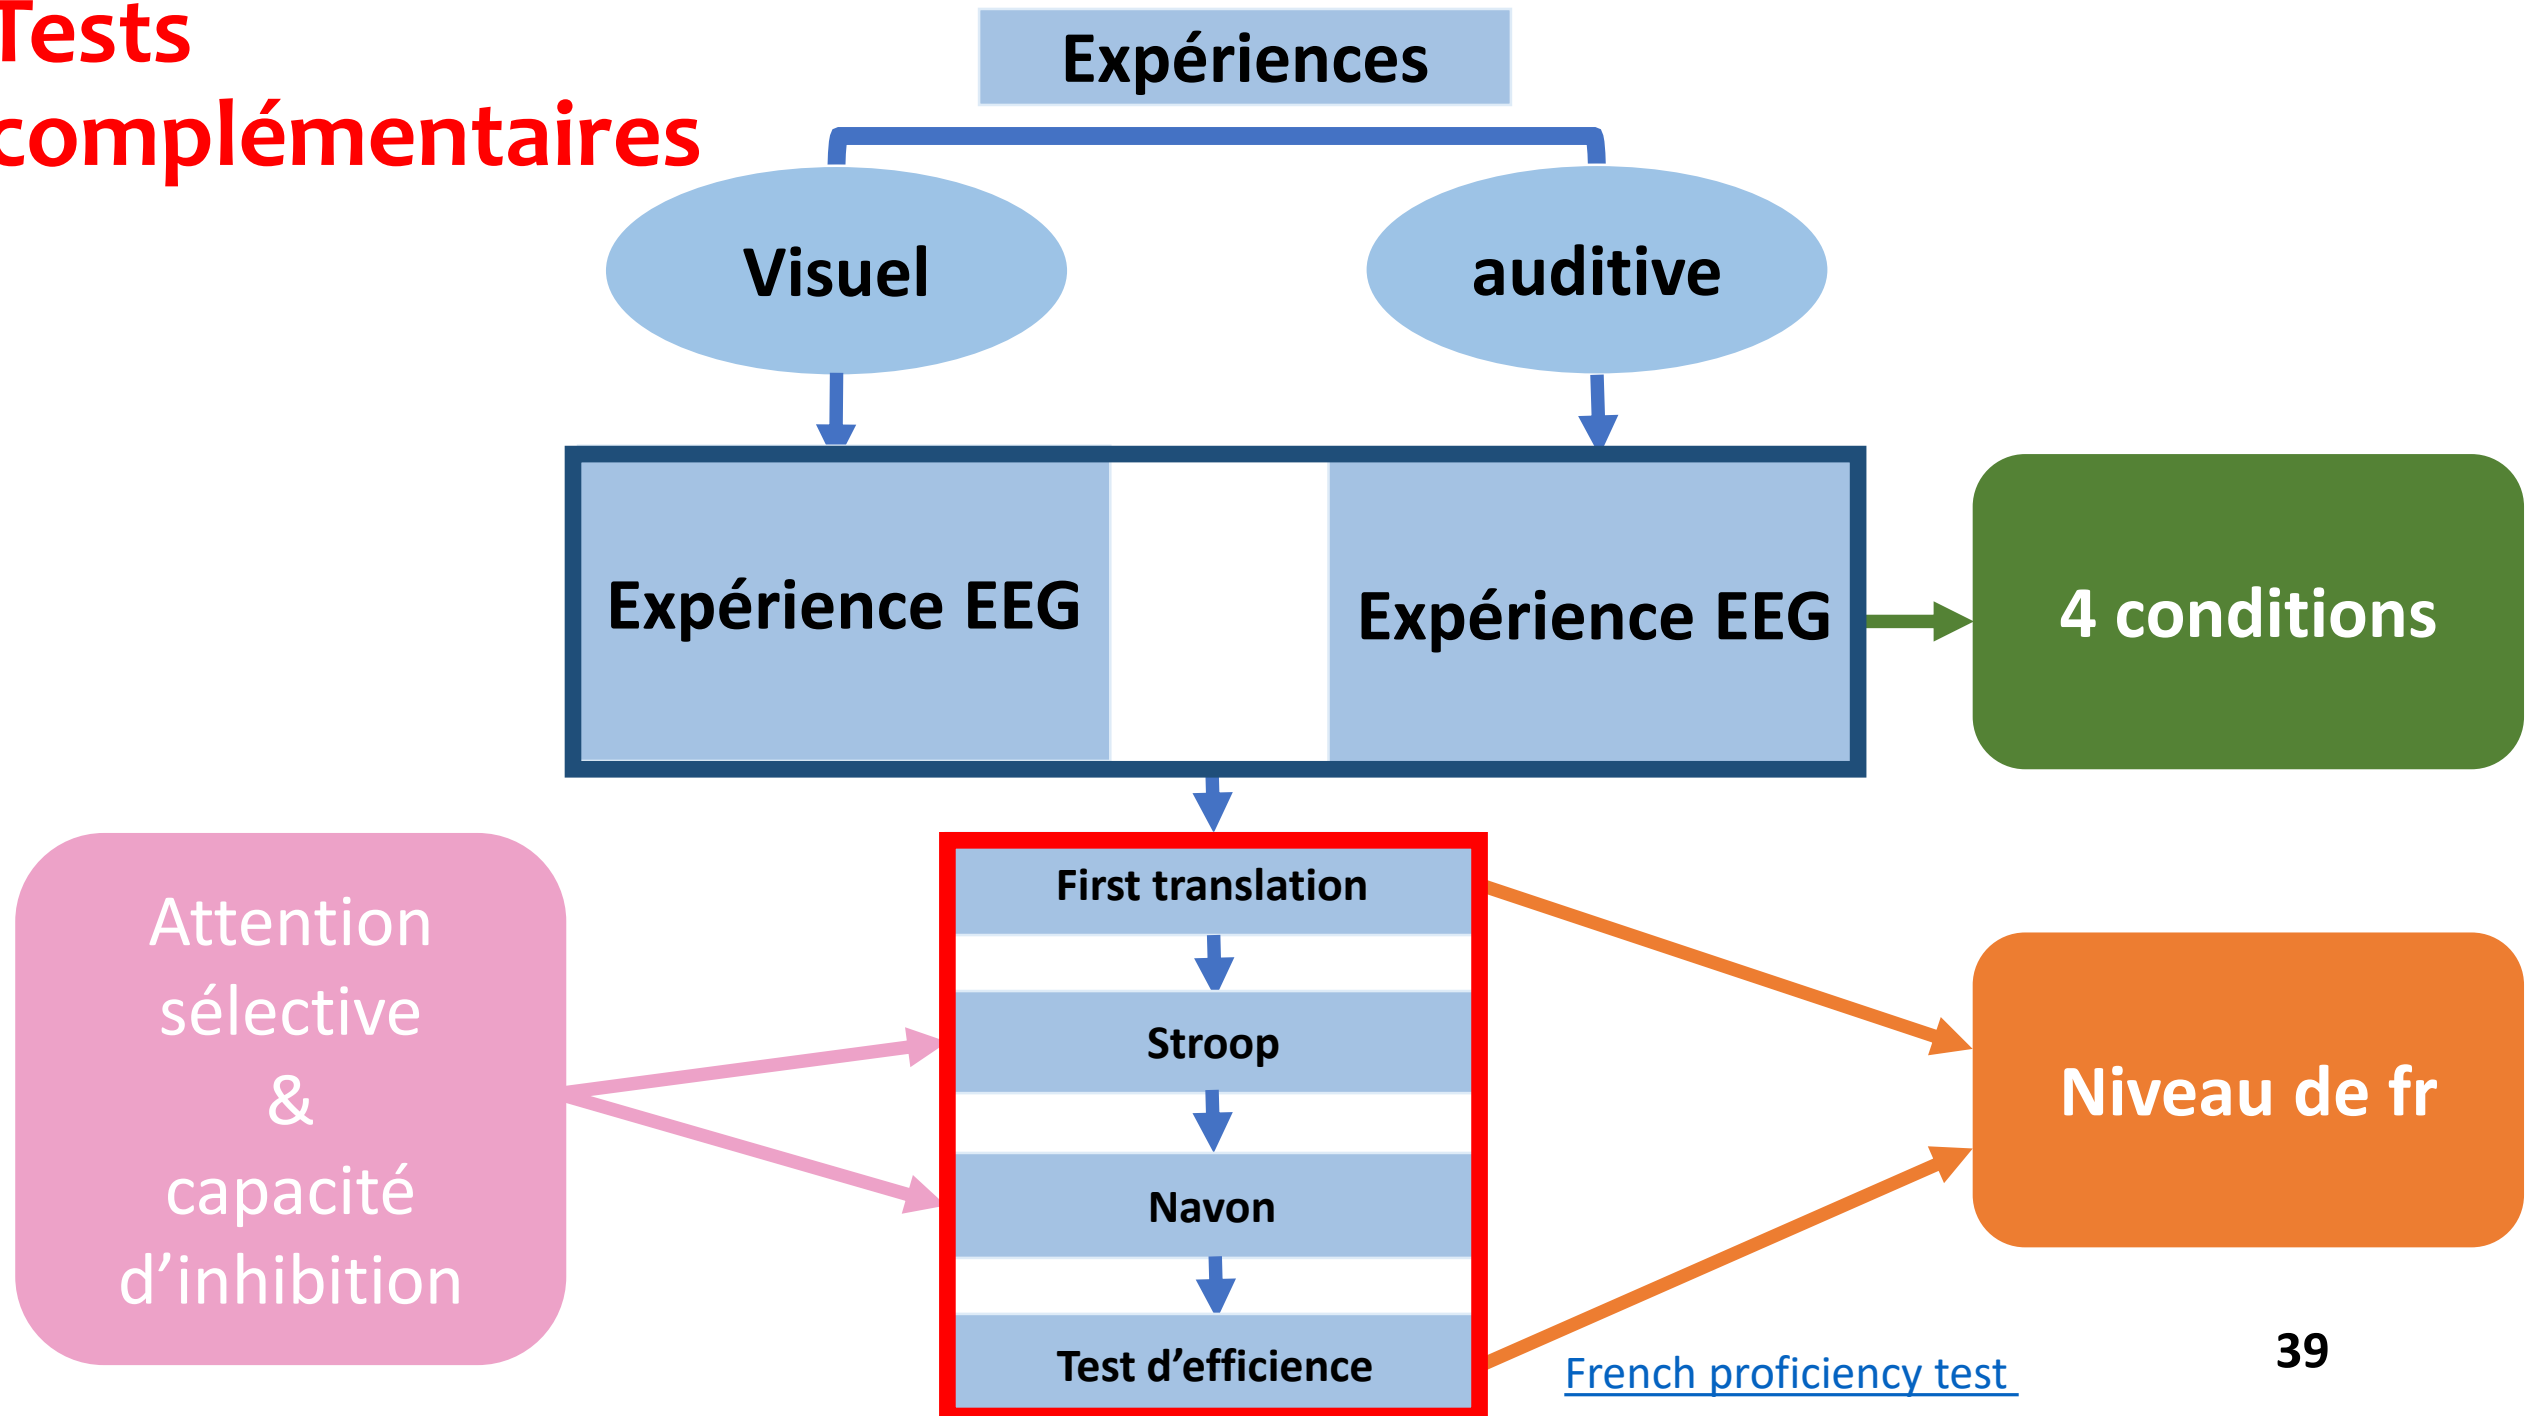 Tests
complémentaires
Expériences
Visuel
auditive
Expérience EEG
Expérience EEG
4 conditions
Attention
sélective
&
capacité
d’inhibition
First translation
Stroop
Navon
Test d’efficience
Niveau de fr
French proficiency test
39